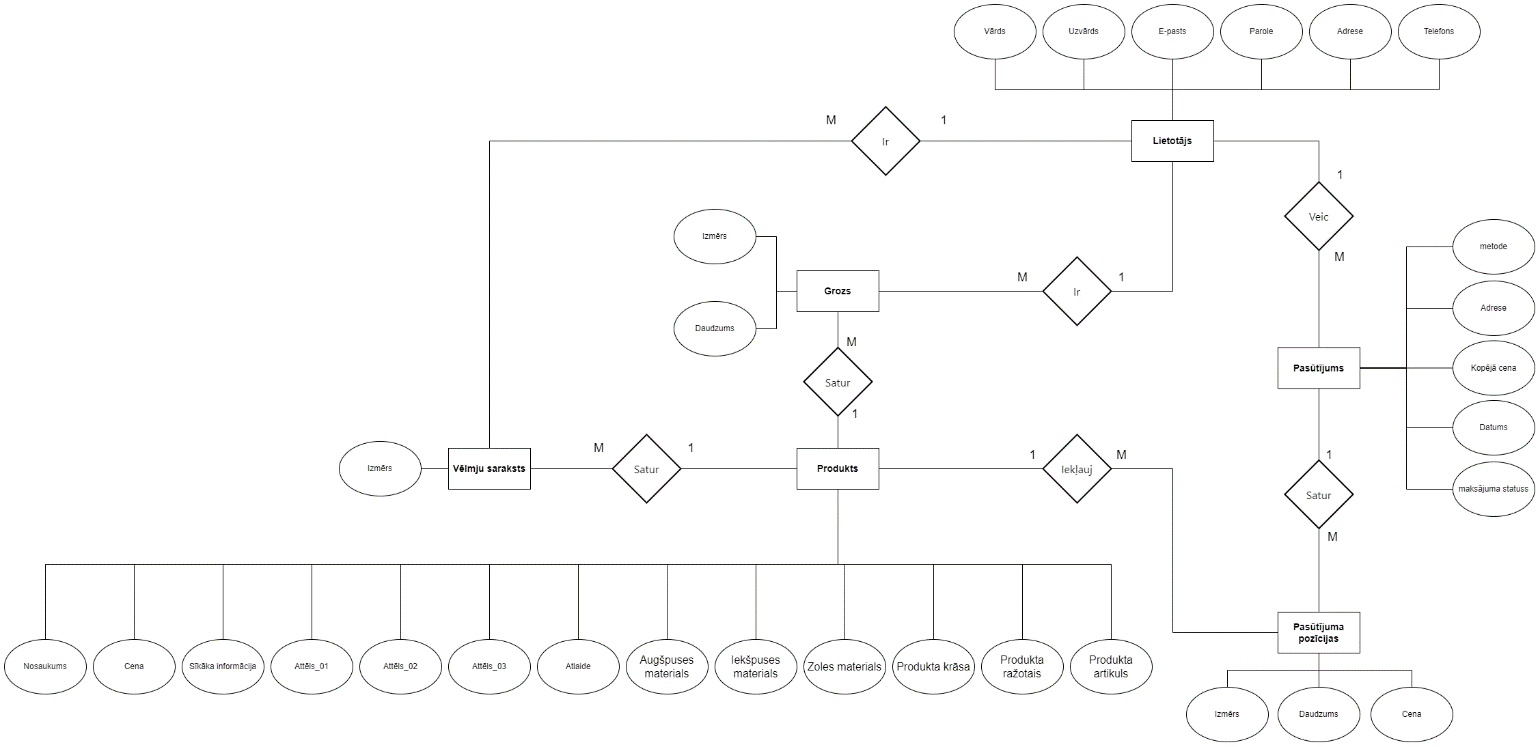 Vārds
Uzvārds
E-pasts
Parole
Adrese
Telefons
M
Ir
1
Lietotājs
1
Veic
M
Izmērs
Daudzums
Grozs
M
Ir
1
metode
Adrese
Kopējā cena
Datums
maksājuma statuss
Pasūtījums
M
Satur
1
Izmērs
Vēlmju saraksts
M
Satur
1
Produkts
1
Iekļauj
M
1
Satur
M
Pasūtījuma
pozīcijas
Nosaukums
Cena
Sīkāka informācija
Attēls_01
Attēls_02
Attēls_03
Atlaide
Augšpuses
materials
Iekšpuses
materials
Zoles materials
Produkta krāsa
Produkta
ražotais
Produkta
artikuls
Izmērs
Daudzums
Cena